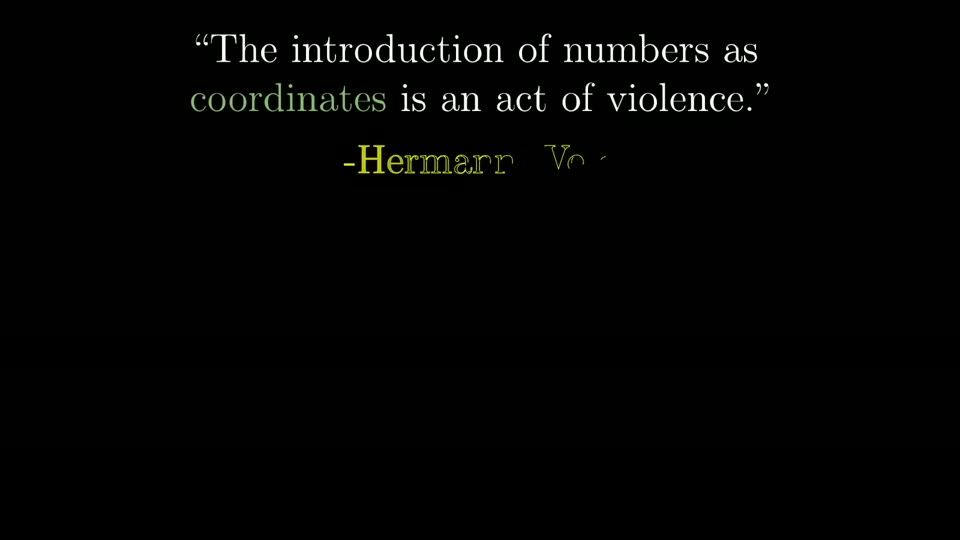 “The introduction of numbers as
coordinates is an act of violence.”
-Hermann